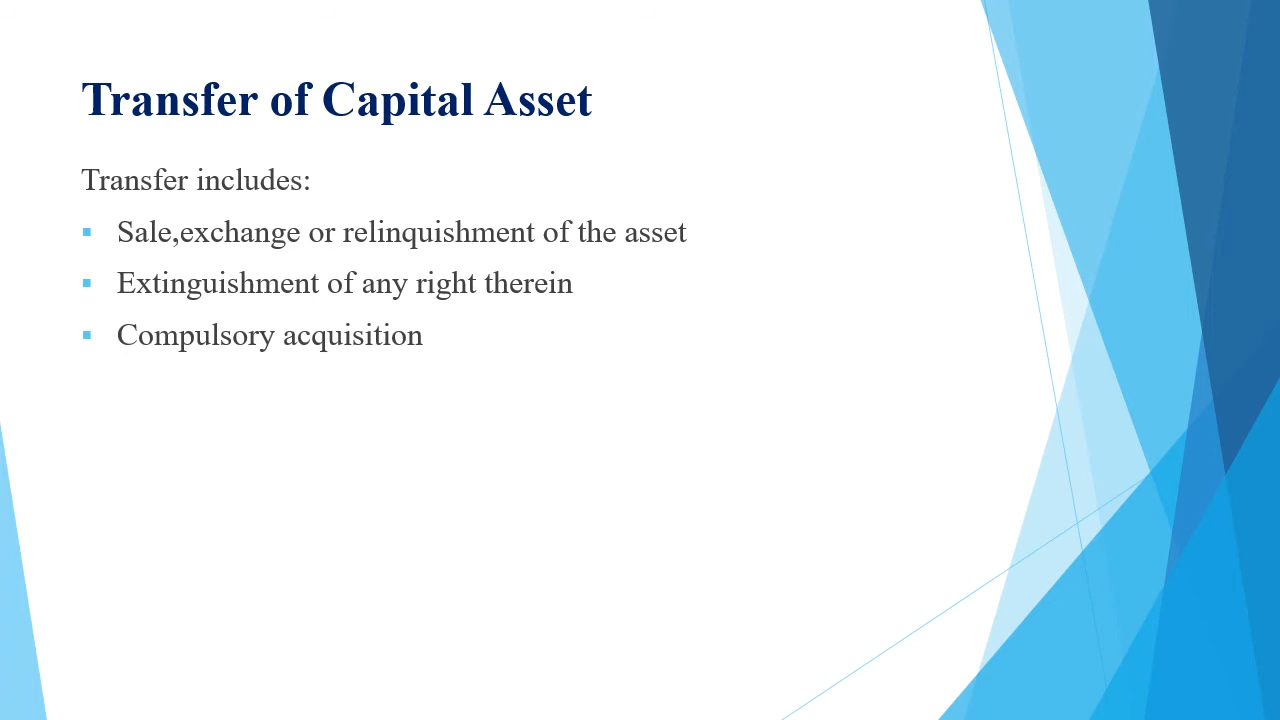 Transfer of Capital Asset
Transfer includes:
▪ Sale,exchange or relinquishment of the asset
▪ Extinguishment of any right therein
▪ Compulsory acquisition